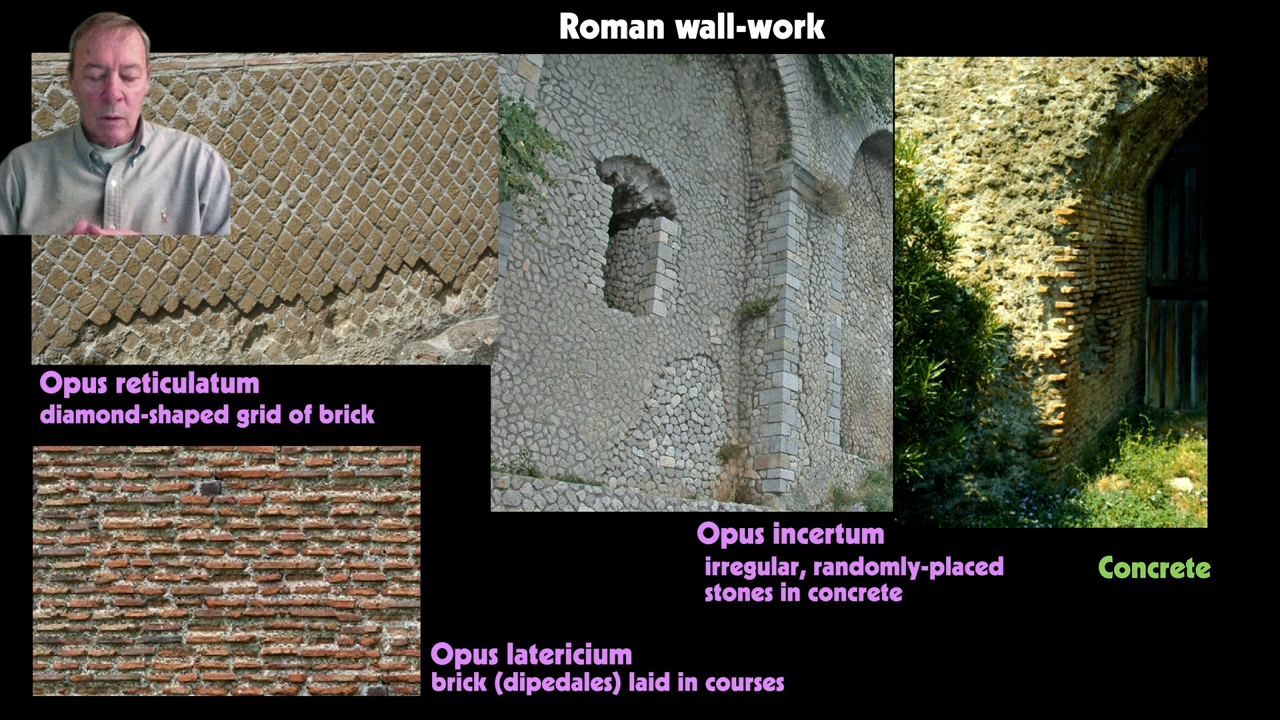 Roman wall-work
Opus reticulatum
diamond-shaped grid of brick
Opus incertum
irregular, randomly-placed
stones in concrete
Concrete
Opus latericium
brick (dipedales) laid in courses